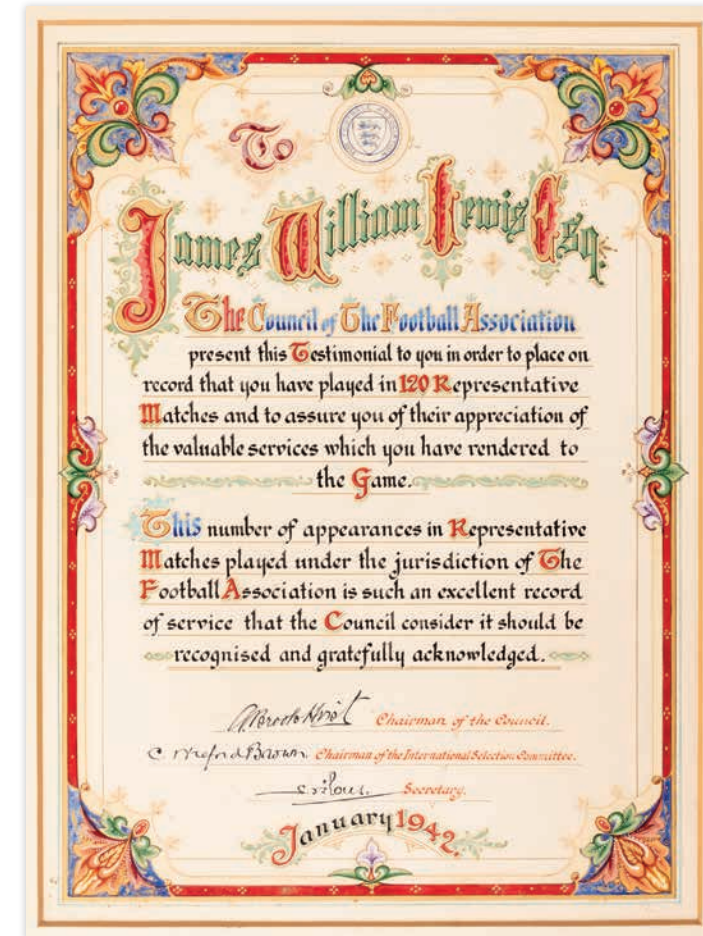 To
James William Lewis Esq.
The Council of The Football Association
present this Testimonial to you in order to place on
record that you have played in 120 Representative
Matches and to assure you of their appreciation of
the valuable services which you have rendered to
the Game.
This number of appearances in Representative
Matches played under the jurisdiction of The
Football Association is such an excellent record
of service that the Council consider it should be
recognised and gratefully acknowledged.
Chairman of the Council.
C. Wreford Brown. Chairman of the International Selection Committee.
Secretary.
January 1942.